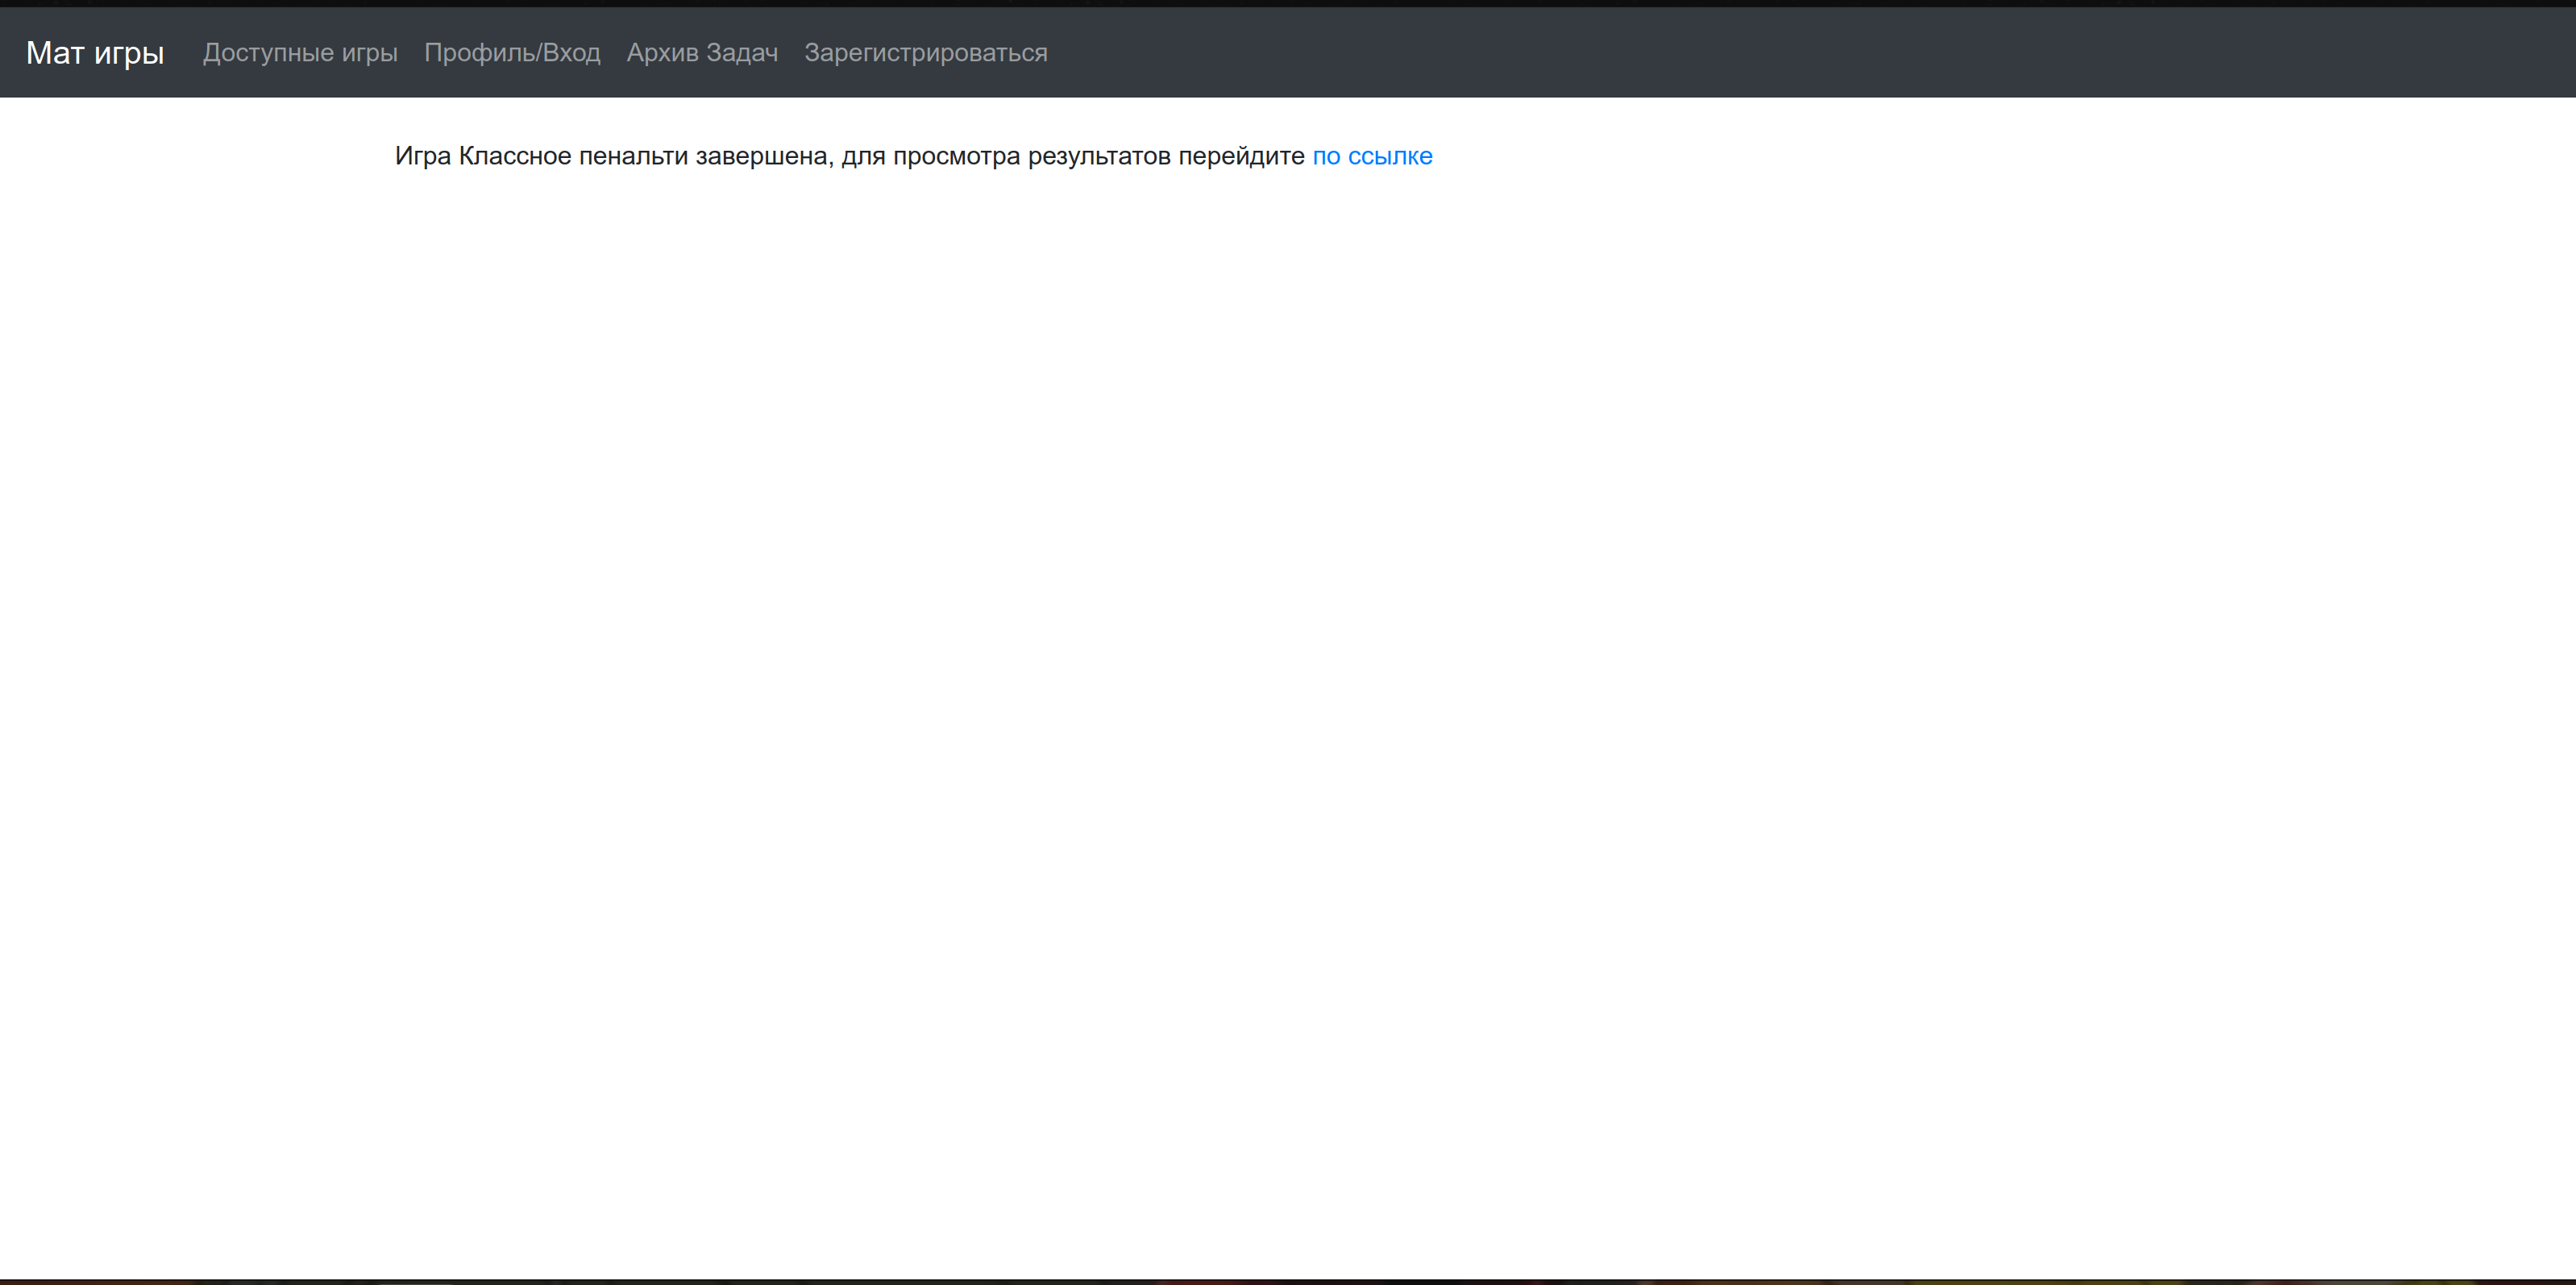 Мат игры Доступные игры Профиль/Вход Архив Задач Зарегистрироваться
Игра Классное пенальти завершена, для просмотра результатов перейдите по ссылке